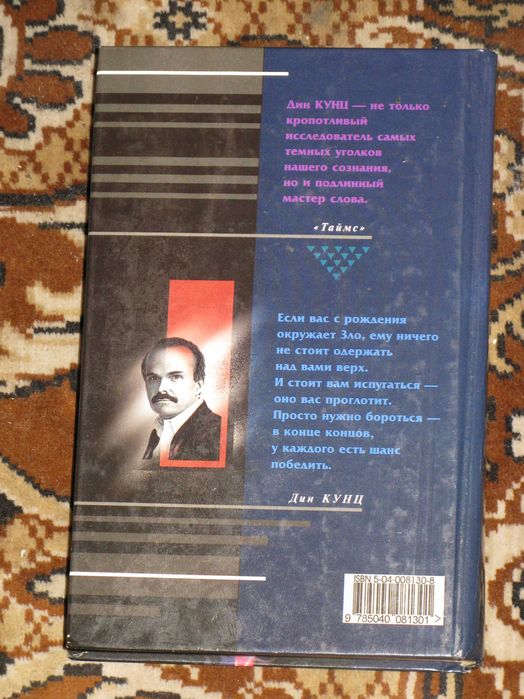 Дин КУНЦ — не только
кропотливый
исследователь самых
темных уголков
нашего сознания,
но и подлинный
мастер слова.
«Таймс»
Если вас с рождения
окружает Зло, ему ничего
не стоит одержать
над вами верх.
И стоит вам испугаться —
оно вас проглотит.
Просто нужно бороться —
в конце концов,
у каждого есть шанс
победить.
Дин КУНЦ
ISBN 5-04-008130-8
9 785040 081301 >